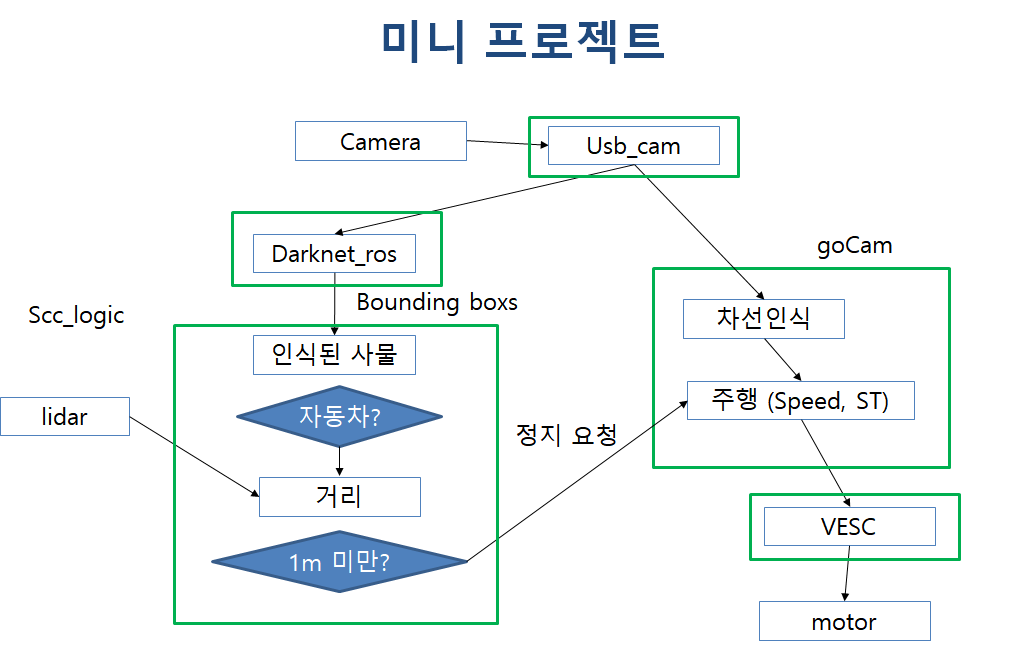 미니 프로젝트
Camera
Usb_cam
Darknet_ros
goCam
Bounding boxs
Scc_logic
차선인식
인식된 사물
lidar
자동차?
주행 (Speed, ST)
정지 요청
거리
1m 미만?
VESC
motor